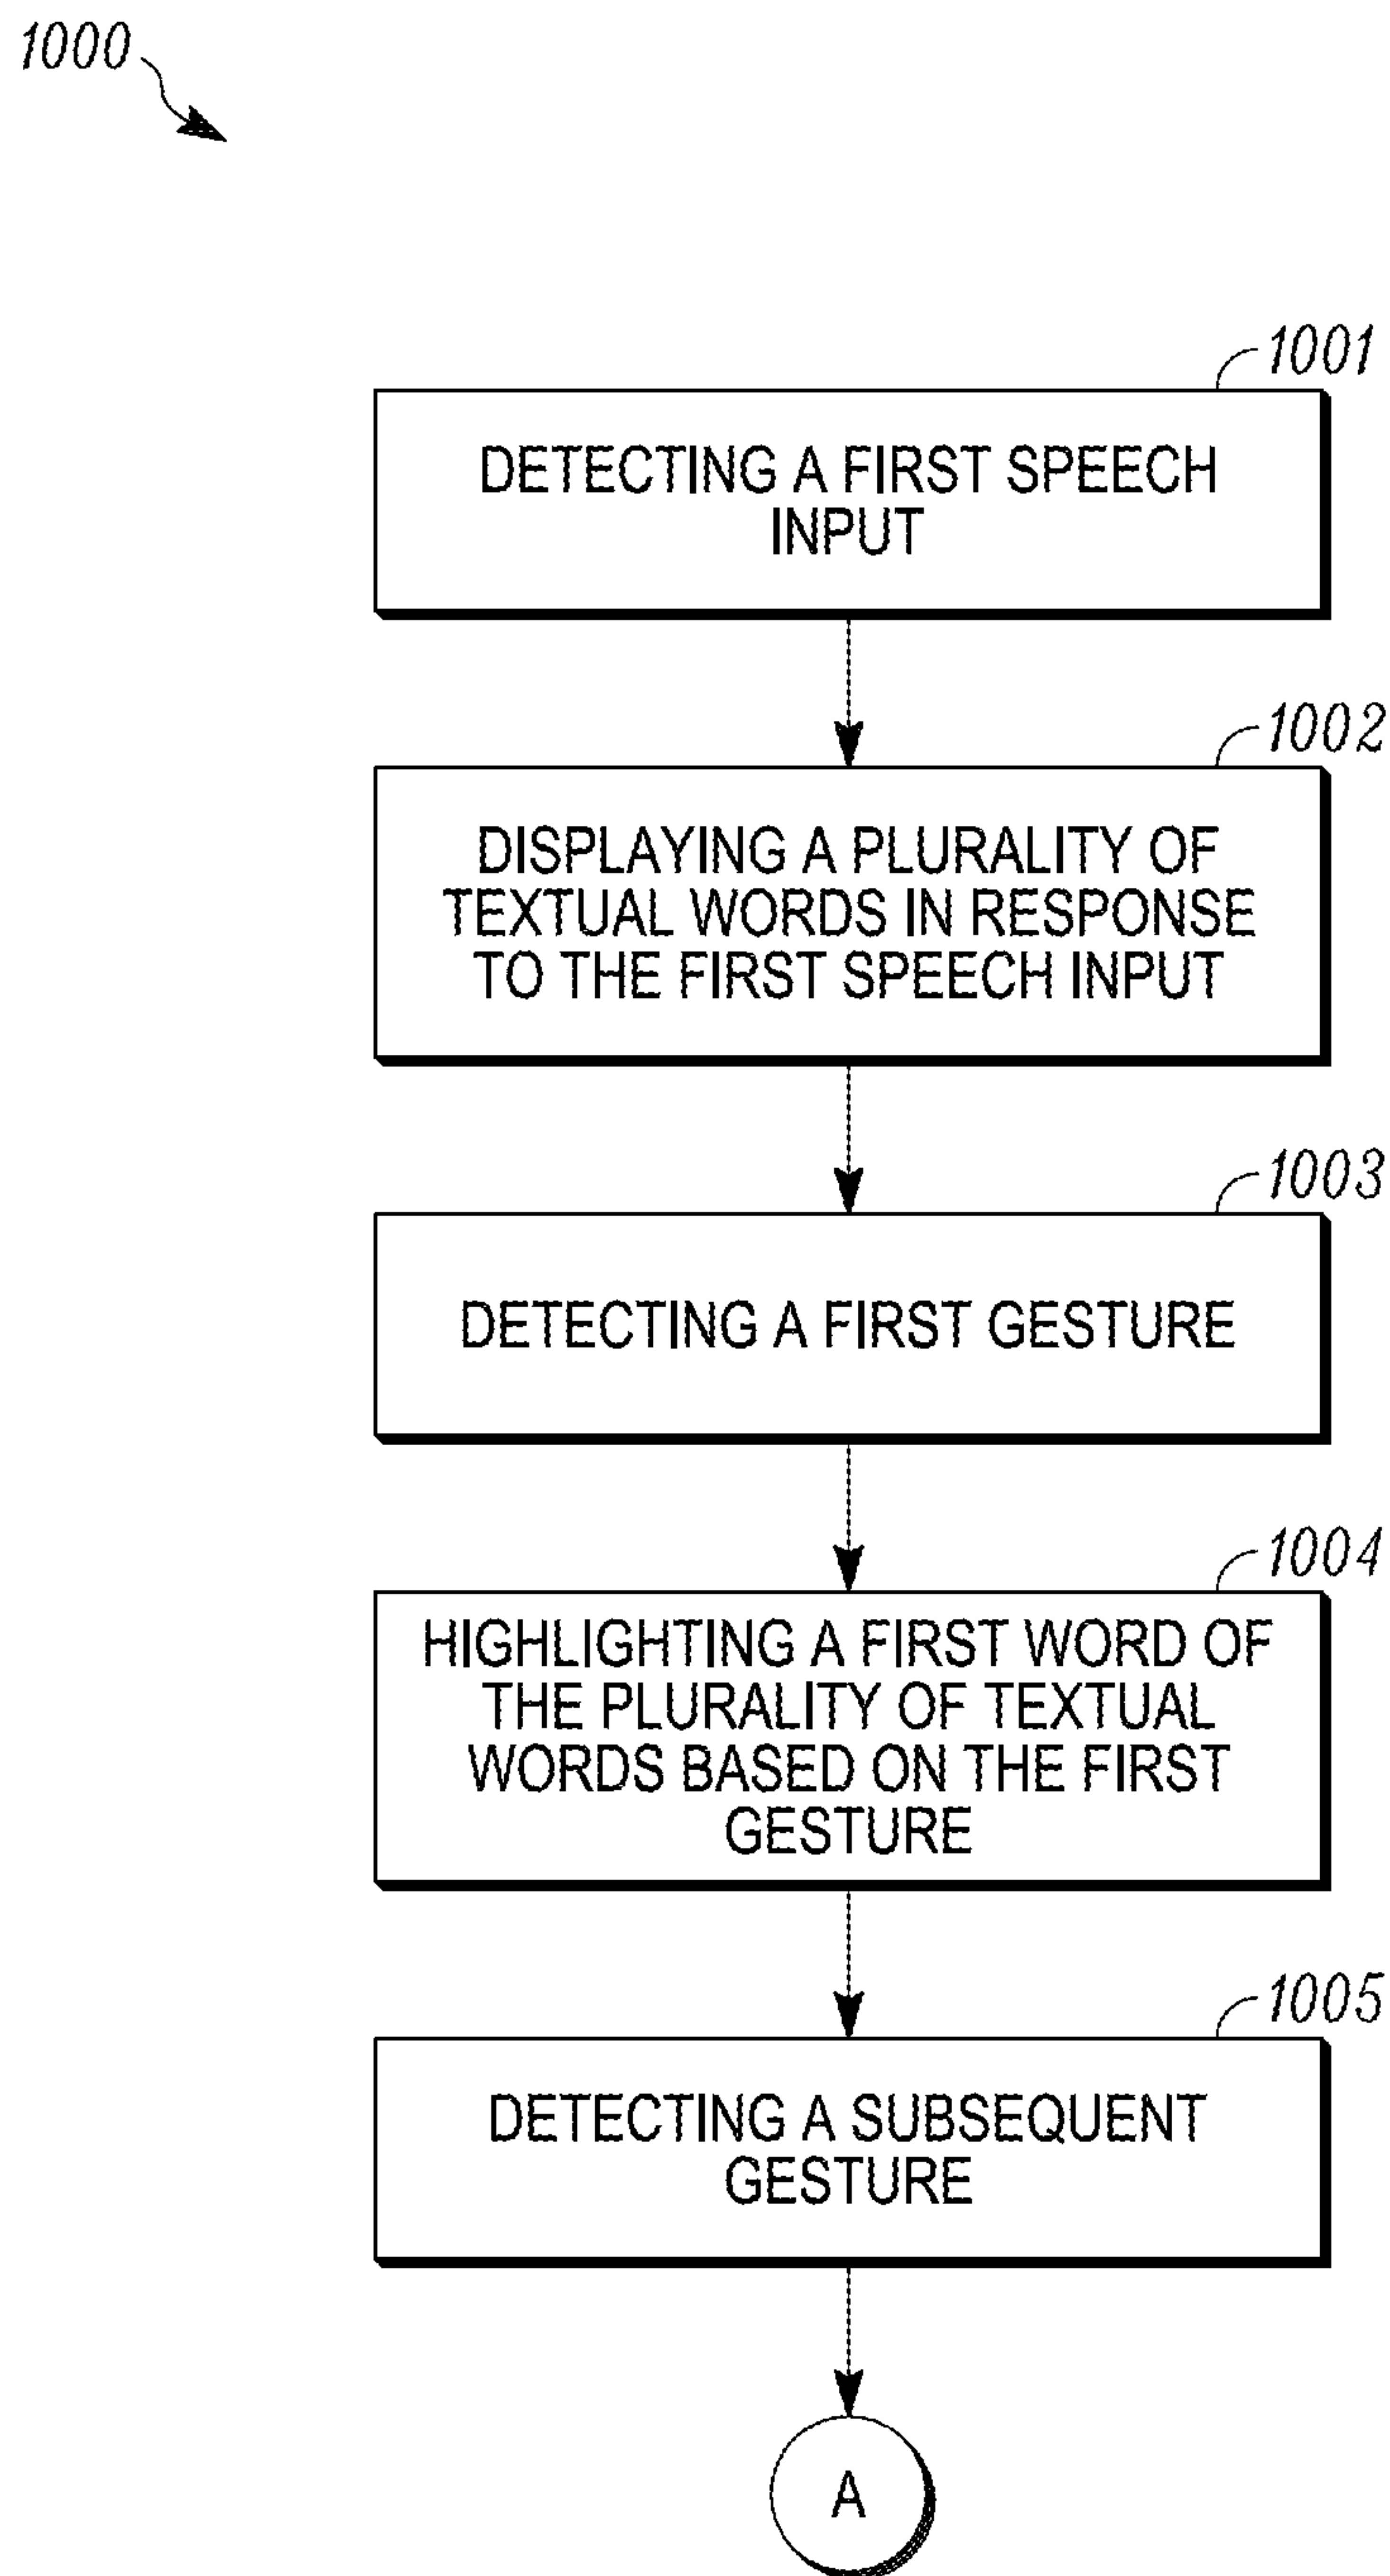 1000
1001
DETECTING A FIRST SPEECH
INPUT
1002
DISPLAYING A PLURALITY OF
TEXTUAL WORDS IN RESPONSE
TO THE FIRST SPEECH INPUT
1003
DETECTING A FIRST GESTURE
1004
HIGHLIGHTING A FIRST WORD OF
THE PLURALITY OF TEXTUAL
WORDS BASED ON THE FIRST
GESTURE
1005
DETECTING A SUBSEQUENT
GESTURE
A